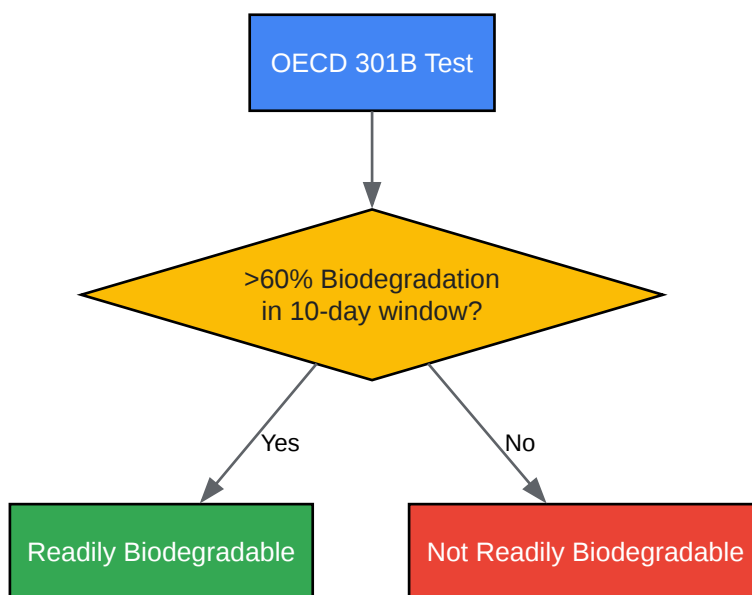 OECD 301B Test
>60% Biodegradation
in 10-day window?
Yes
No
Readily Biodegradable
Not Readily Biodegradable